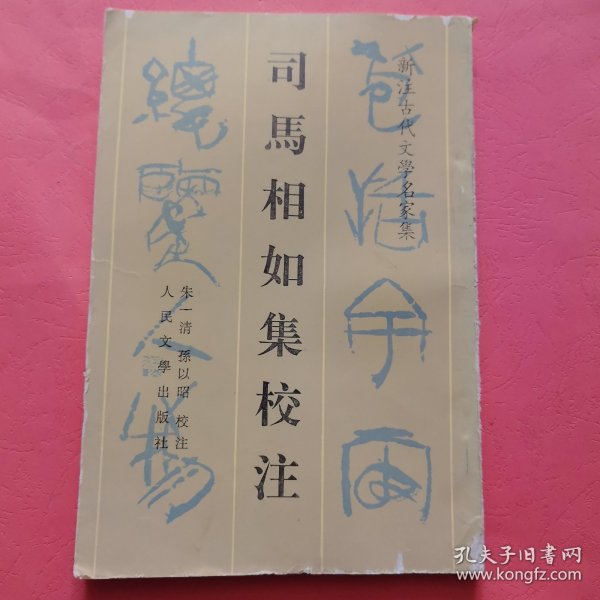 新注古代文學名家集
司馬相如集校注
朱一清 孫以昭 校注
人民文學出版社
孔夫子旧书网
www.kongfz.com